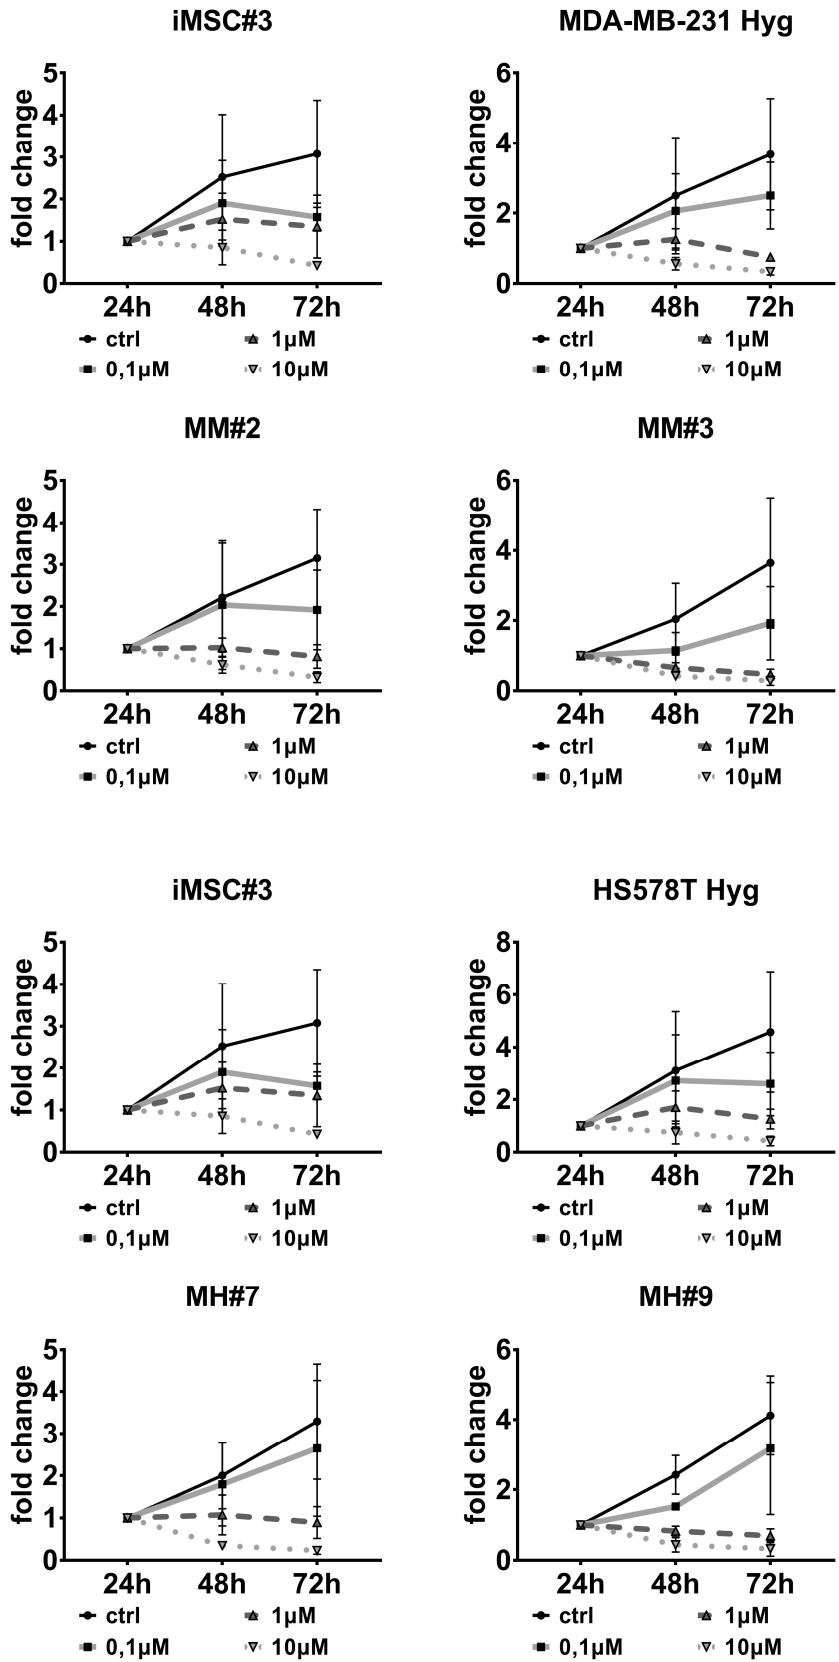 iMSC#3
MDA-MB-231 Hyg
fold change
5
4
3
2
1
0
24h 48h 72h
ctrl 1µM
0,1µM 10µM
fold change
6
4
2
0
24h 48h 72h
ctrl 1µM
0,1µM 10µM
MM#2
MM#3
fold change
5
4
3
2
1
0
24h 48h 72h
ctrl 1µM
0,1µM 10µM
fold change
6
4
2
0
24h 48h 72h
ctrl 1µM
0,1µM 10µM
iMSC#3
HS578T Hyg
fold change
5
4
3
2
1
0
24h 48h 72h
ctrl 1µM
0,1µM 10µM
fold change
8
6
4
2
0
24h 48h 72h
ctrl 1µM
0,1µM 10µM
MH#7
MH#9
fold change
5
4
3
2
1
0
24h 48h 72h
ctrl 1µM
0,1µM 10µM
fold change
6
4
2
0
24h 48h 72h
ctrl 1µM
0,1µM 10µM